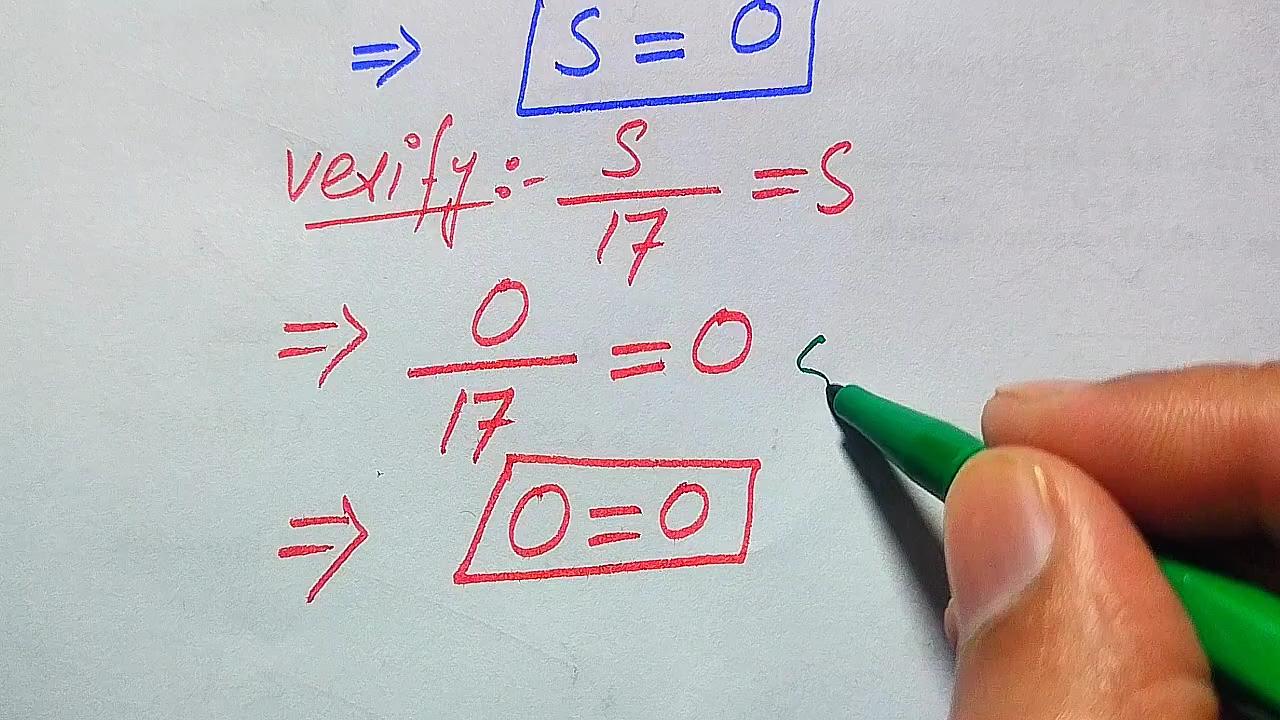 ⇒ S = 0
verify :- S/17 = S
⇒ 0/17 = 0
⇒ 0 = 0